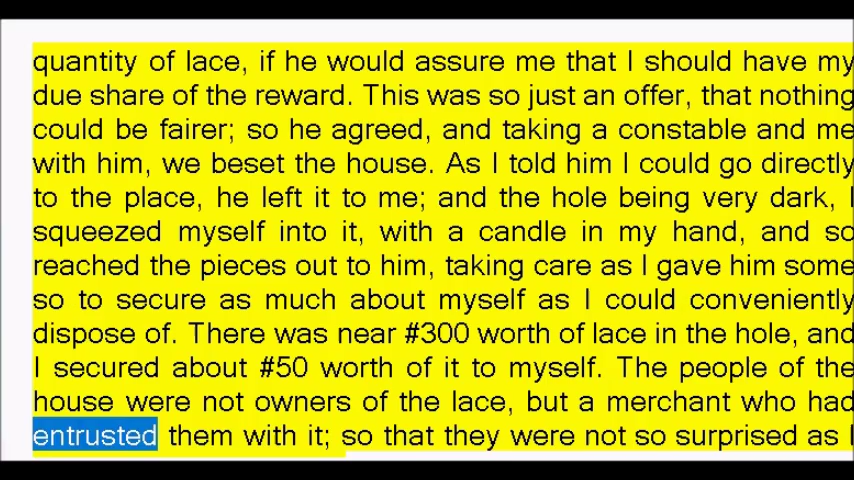 quantity of lace, if he would assure me that I should have my
due share of the reward. This was so just an offer, that nothing
could be fairer; so he agreed, and taking a constable and me
with him, we beset the house. As I told him I could go directly
to the place, he left it to me; and the hole being very dark, I
squeezed myself into it, with a candle in my hand, and so
reached the pieces out to him, taking care as I gave him some
so to secure as much about myself as I could conveniently
dispose of. There was near #300 worth of lace in the hole, and
I secured about #50 worth of it to myself. The people of the
house were not owners of the lace, but a merchant who had
entrusted them with it; so that they were not so surprised as I